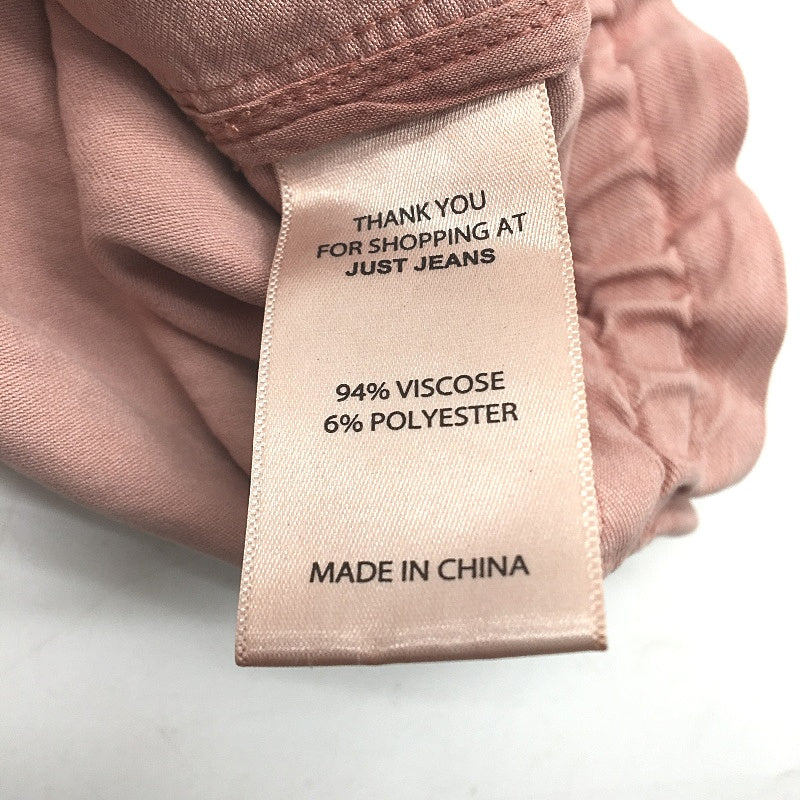 THANK YOU
FOR SHOPPING AT
JUST JEANS
94% VISCOSE
6% POLYESTER
MADE IN CHINA